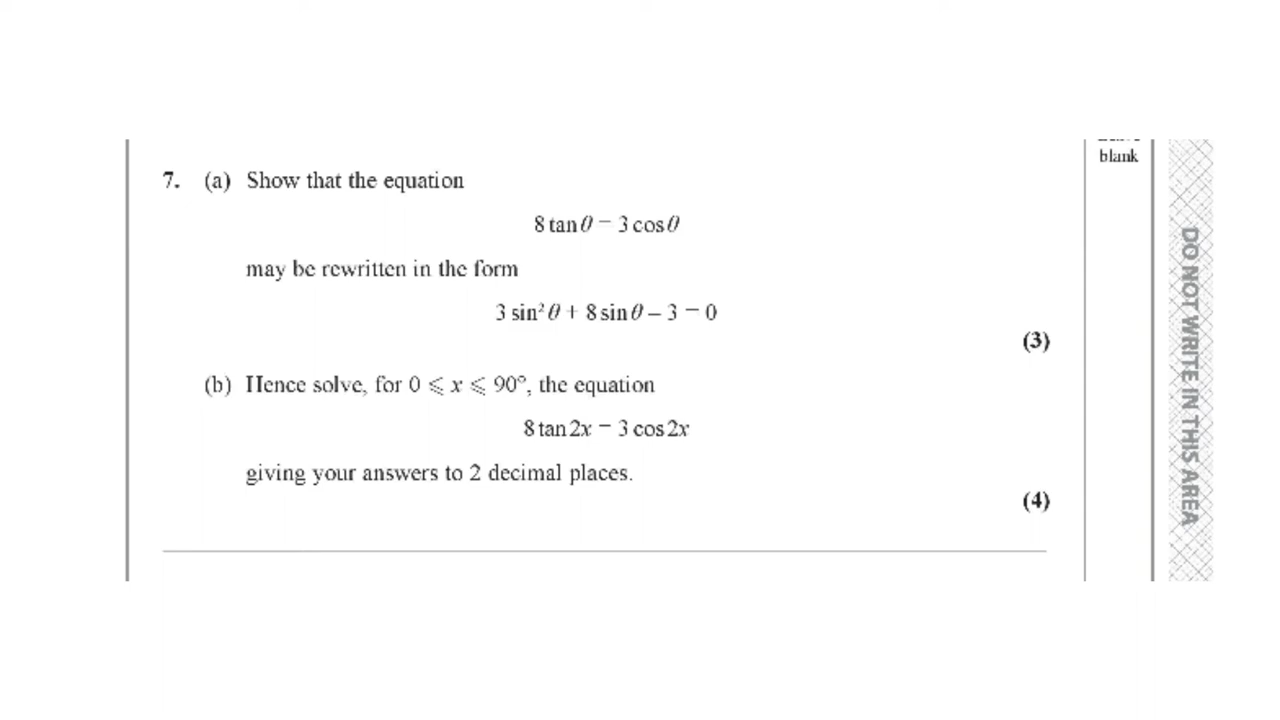 blank
7. (a) Show that the equation
8 tan θ = 3 cos θ
may be rewritten in the form
3 sin² θ + 8 sin θ – 3 = 0
(3)
(b) Hence solve, for 0 ⩽ x ⩽ 90°, the equation
8 tan 2x = 3 cos 2x
giving your answers to 2 decimal places.
(4)
DO NOT WRITE IN THIS AREA